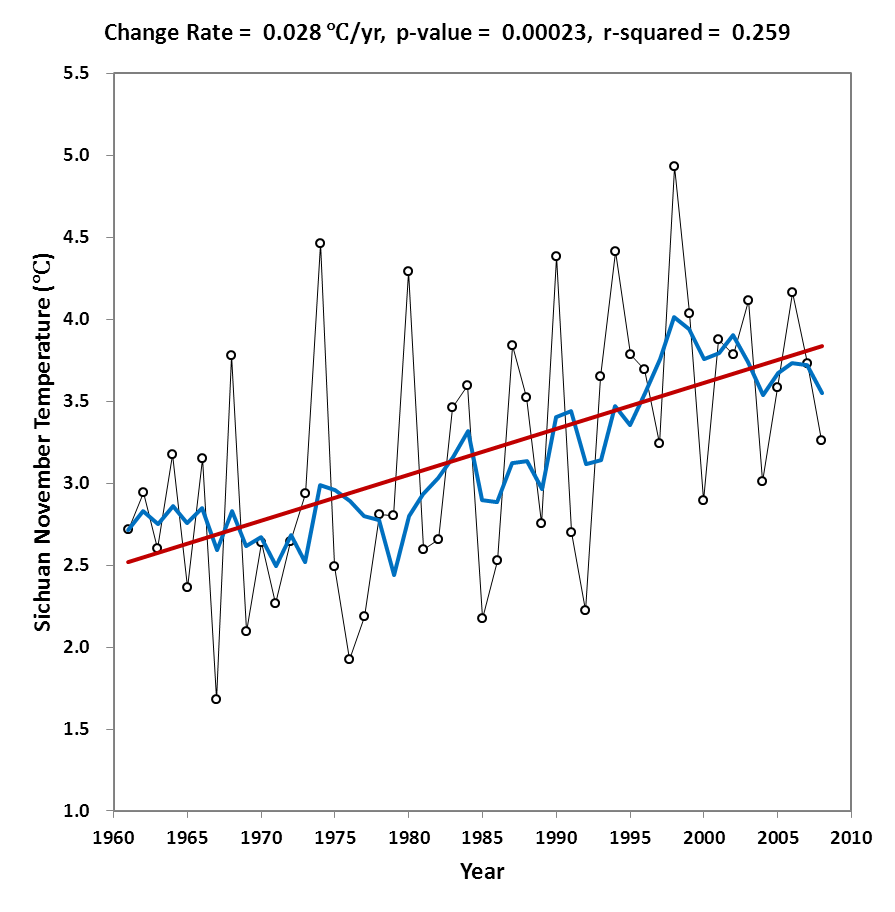 Change Rate = 0.028 ℃/yr, p-value = 0.00023, r-squared = 0.259
5.5
5.0
4.5
4.0
3.5
3.0
2.5
2.0
1.5
1.0
Sichuan November Temperature (℃)
1960 1965 1970 1975 1980 1985 1990 1995 2000 2005 2010
Year